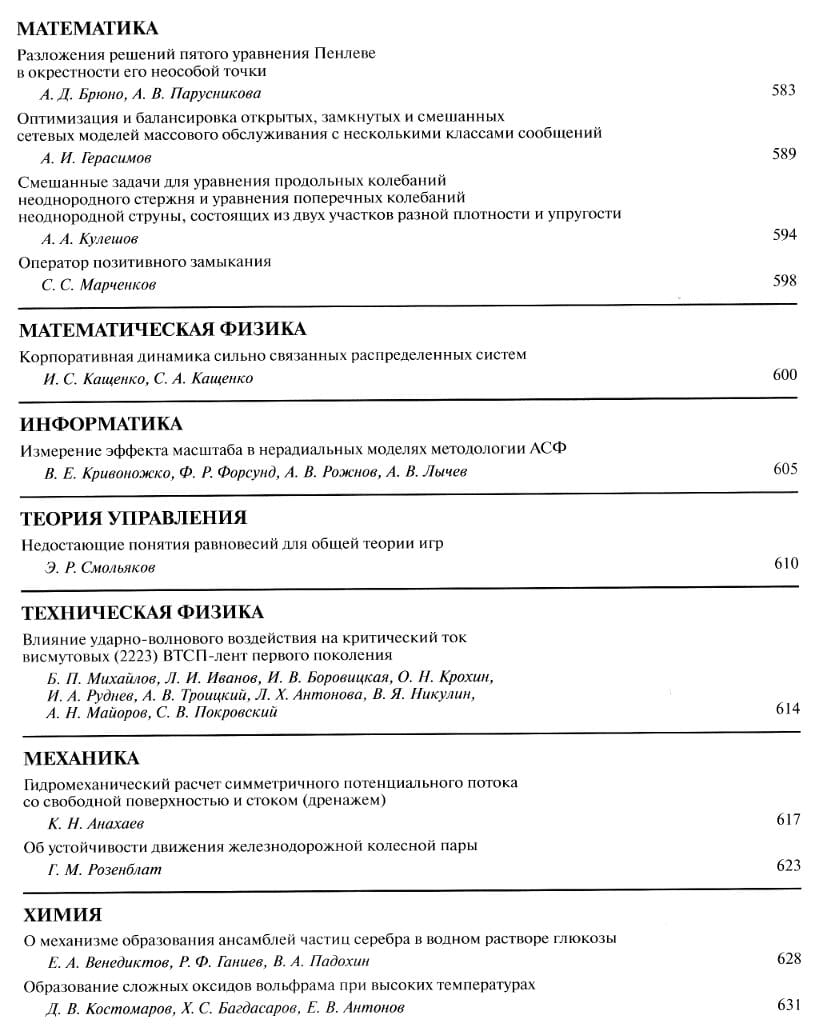 МАТЕМАТИКА
Разложения решений пятого уравнения Пенлеве
в окрестности его неособой точки
А. Д. Брюно, А. В. Парусникова 583
Оптимизация и балансировка открытых, замкнутых и смешанных
сетевых моделей массового обслуживания с несколькими классами сообщений
А. И. Герасимов 589
Смешанные задачи для уравнения продольных колебаний
неоднородного стержня и уравнения поперечных колебаний
неоднородной струны, состоящих из двух участков разной плотности и упругости
А. А. Кулешов 594
Оператор позитивного замыкания
С. С. Марченков 598
МАТЕМАТИЧЕСКАЯ ФИЗИКА
Корпоративная динамика сильно связанных распределенных систем
И. С. Кащенко, С. А. Кащенко 600
ИНФОРМАТИКА
Измерение эффекта масштаба в нерадиальных моделях методологии АСФ
В. Е. Кривоножко, Ф. Р. Форсунд, А. В. Рожнов, А. В. Лычев 605
ТЕОРИЯ УПРАВЛЕНИЯ
Недостающие понятия равновесий для общей теории игр
Э. Р. Смольяков 610
ТЕХНИЧЕСКАЯ ФИЗИКА
Влияние ударно-волнового воздействия на критический ток
висмутовых (2223) ВТСП-лент первого поколения
Б. П. Михайлов, Л. И. Иванов, И. В. Боровицкая, О. Н. Крохин,
И. А. Руднев, А. В. Троицкий, Л. Х. Антонова, В. Я. Никулин,
А. Н. Майоров, С. В. Покровский 614
МЕХАНИКА
Гидромеханический расчет симметричного потенциального потока
со свободной поверхностью и стоком (дренажем)
К. Н. Анахаев 617
Об устойчивости движения железнодорожной колесной пары
Г. М. Розенблат 623
ХИМИЯ
О механизме образования ансамблей частиц серебра в водном растворе глюкозы
Е. А. Венедиктов, Р. Ф. Ганиев, В. А. Падохин 628
Образование сложных оксидов вольфрама при высоких температурах
Д. В. Костомаров, Х. С. Багдасаров, Е. В. Антонов 631